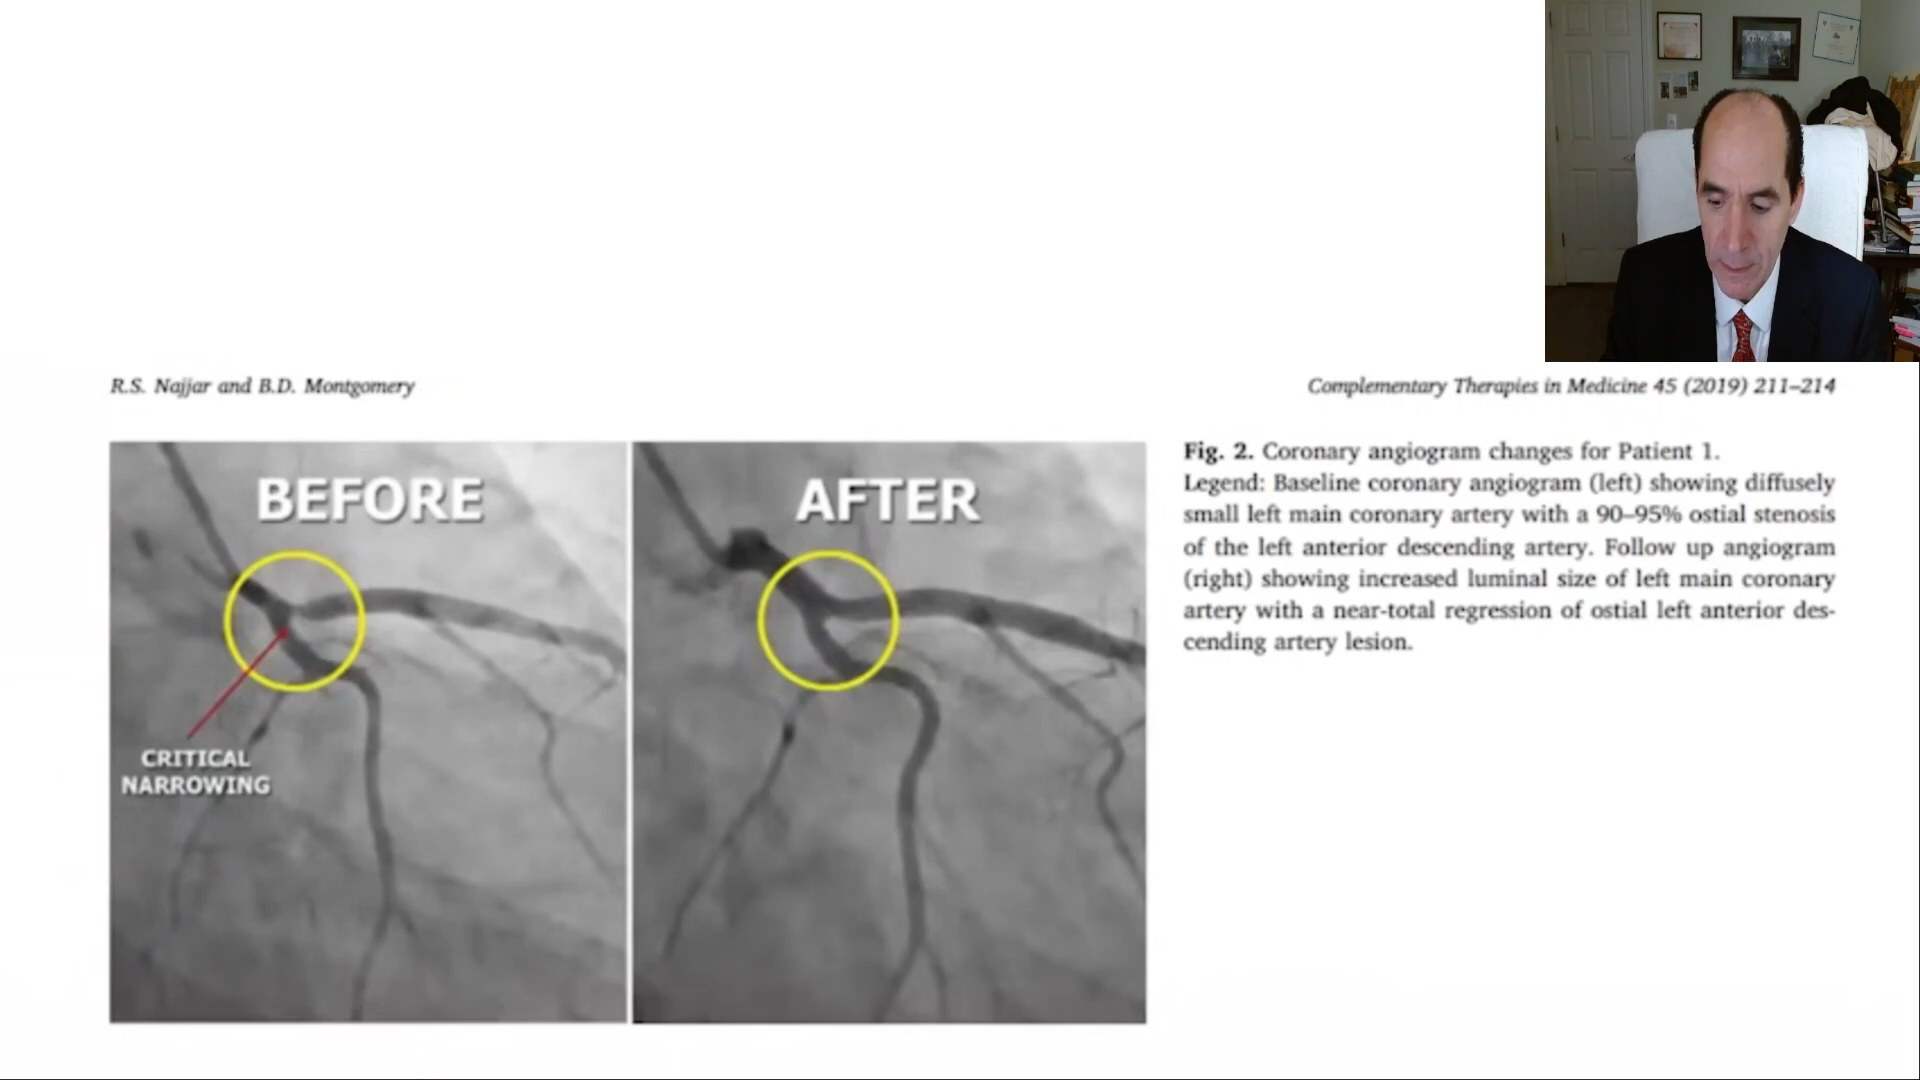 R.S. Najjar and B.D. Montgomery
Complementary Therapies in Medicine 45 (2019) 211–214
BEFORE
CRITICAL
NARROWING
AFTER
Fig. 2. Coronary angiogram changes for Patient 1.
Legend: Baseline coronary angiogram (left) showing diffusely
small left main coronary artery with a 90–95% ostial stenosis
of the left anterior descending artery. Follow up angiogram
(right) showing increased luminal size of left main coronary
artery with a near-total regression of ostial left anterior des-
cending artery lesion.